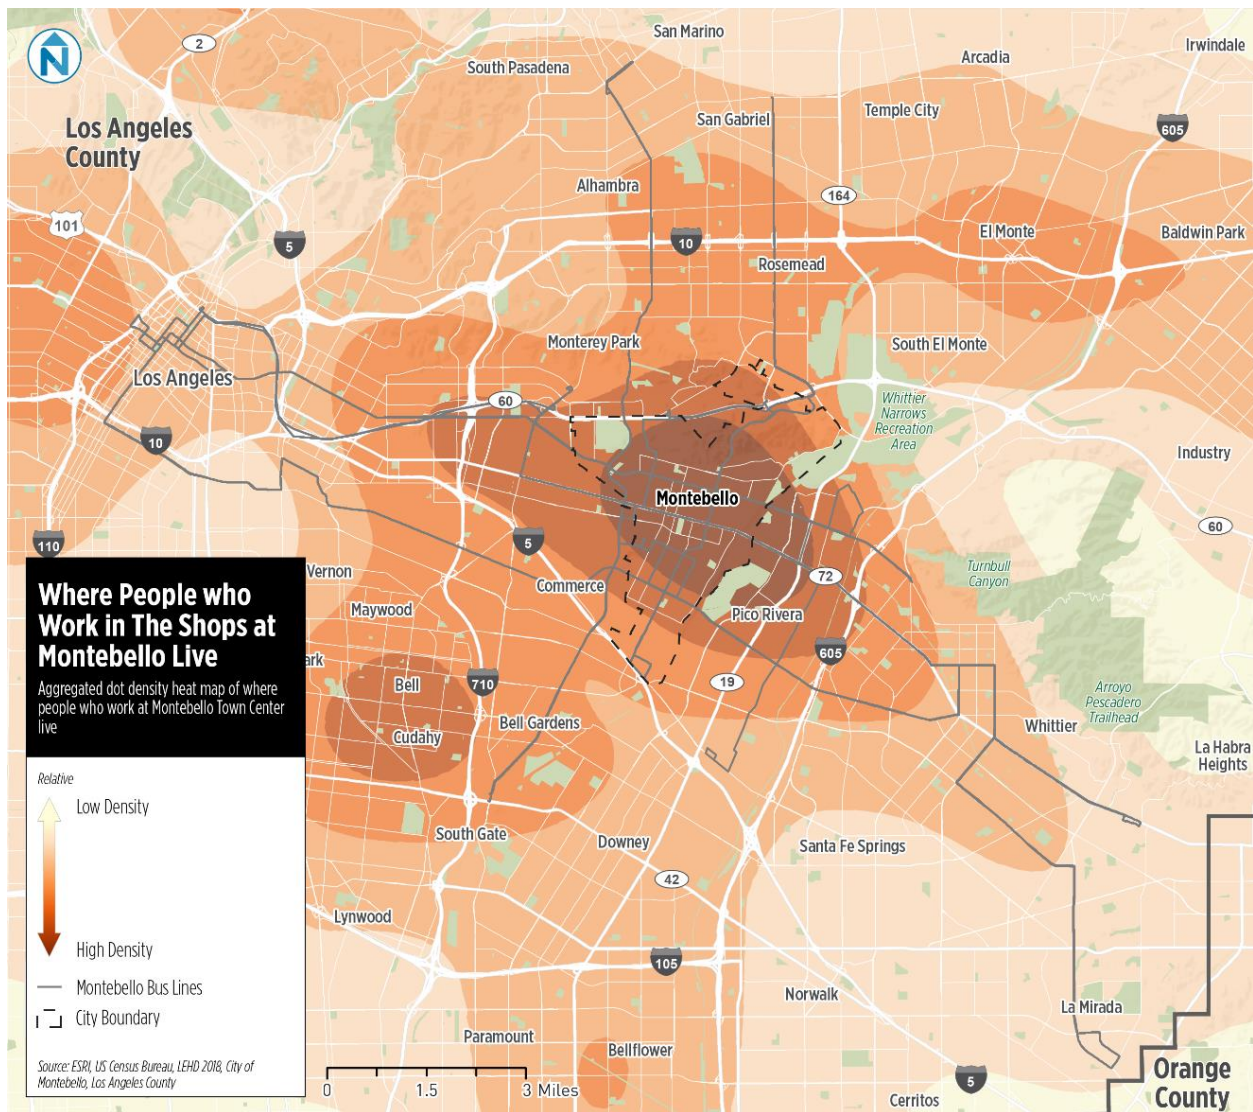 N
2
San Marino
Arcadia
Irwindale
South Pasadena
Los Angeles
County
San Gabriel
Temple City
605
Alhambra
164
101
5
10
El Monte
Baldwin Park
Rosemead
Monterey Park
South El Monte
Los Angeles
60
Whittier
Narrows
Recreation
Area
10
Industry
Montebello
60
110
5
Turnbull
Canyon
Vernon
Commerce
72
Maywood
Pico Rivera
605
ark
Bell
710
19
Arroyo
Pescadero
Trailhead
Bell Gardens
Whittier
Cudahy
La Habra
Heights
South Gate
Downey
Santa Fe Springs
42
Lynwood
105
Norwalk
La Mirada
Paramount
Bellflower
5
Cerritos
Orange
County
Where People who
Work in The Shops at
Montebello Live
Aggregated dot density heat map of where
people who work at Montebello Town Center
live
Relative
Low Density
High Density
Montebello Bus Lines
City Boundary
Source: ESRI, US Census Bureau, LEHD 2018, City of
Montebello, Los Angeles County
0 1.5 3 Miles